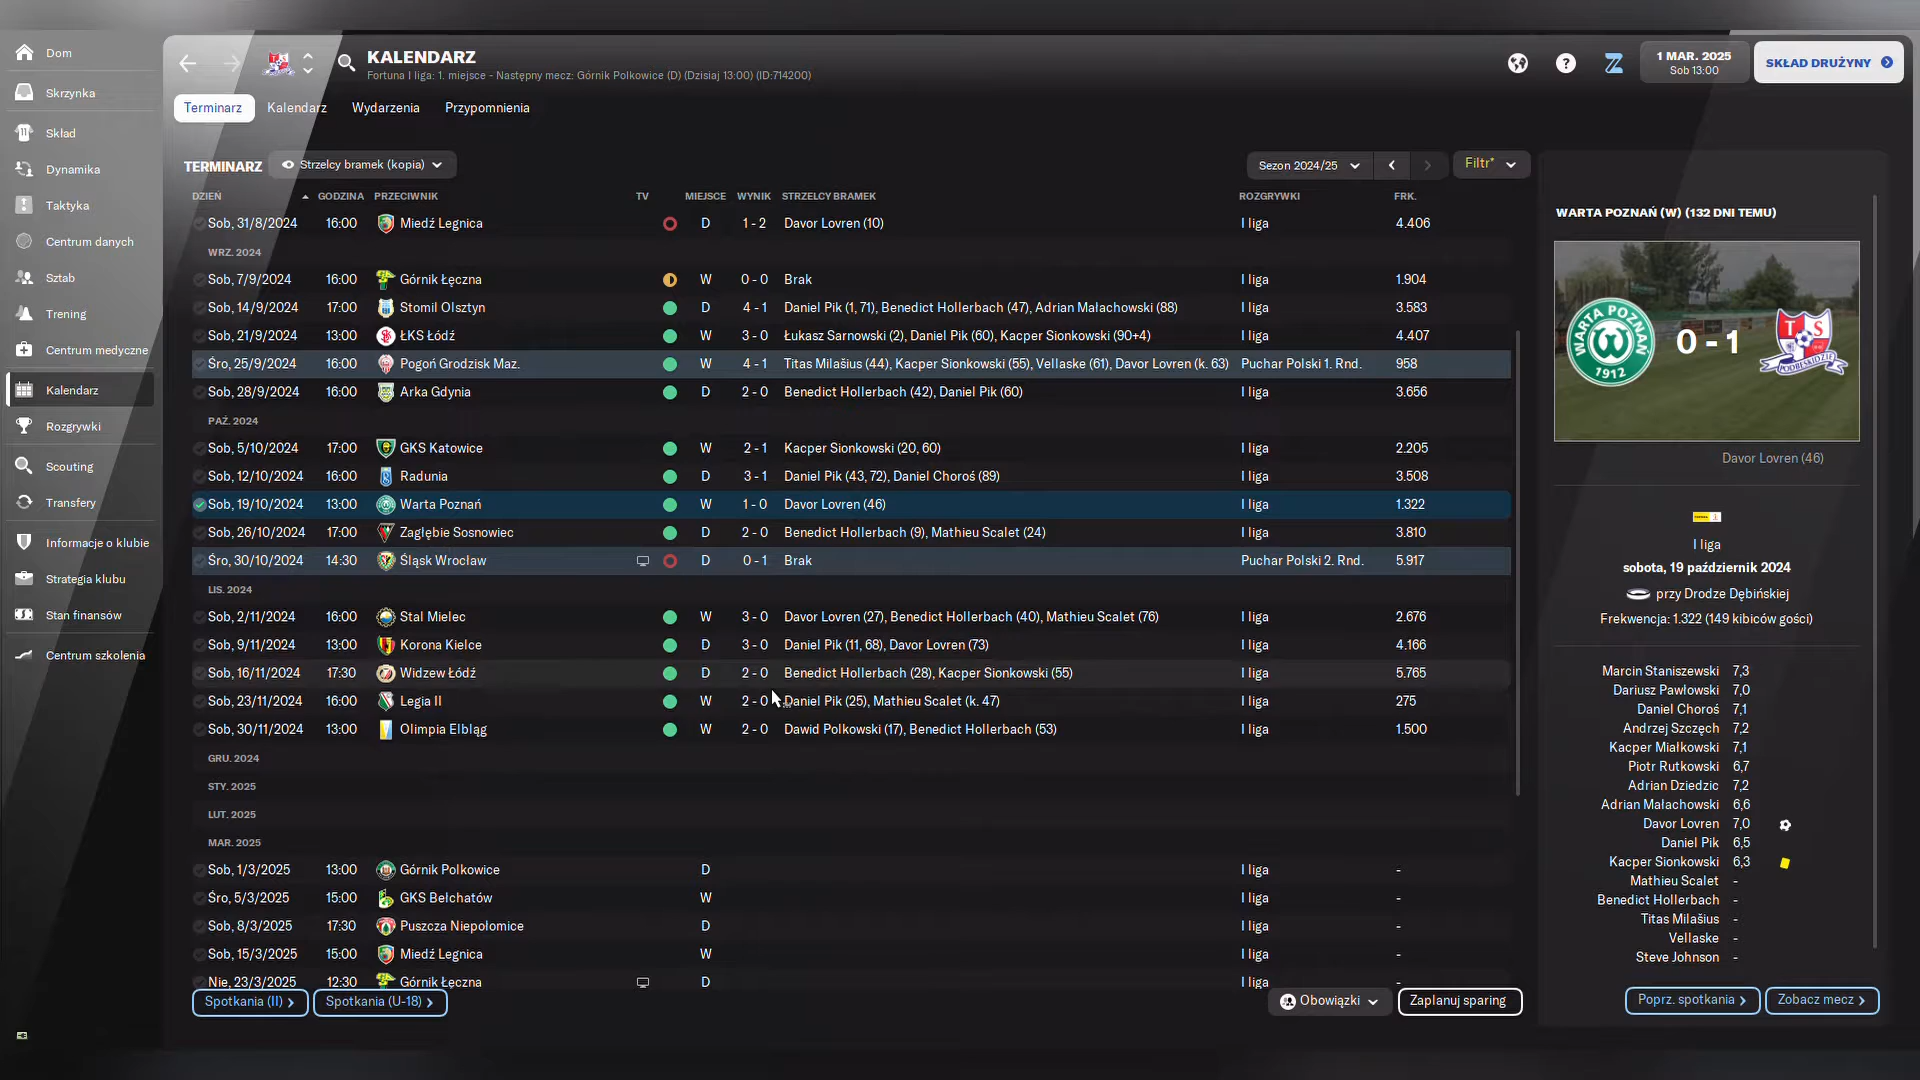 Dom
Skrzynka
Skład
Dynamika
Taktyka
Centrum danych
Sztab
Trening
Centrum medyczne
Kalendarz
Rozgrywki
Scouting
Transfery
Informacje o klubie
Strategia klubu
Stan finansów
Centrum szkolenia
KALENDARZ
Fortuna I liga: 1. miejsce - Następny mecz: Górnik Polkowice (D) (Dzisiaj 13:00) (ID:714200)
1 MAR. 2025
Sob 13:00
SKŁAD DRUŻYNY
Terminarz Kalendarz Wydarzenia Przypomnienia
TERMINARZ Strzelcy bramek (kopia) Sezon 2024/25 Filtr*
DZIEŃ GODZINA PRZECIWNIK TV MIEJSCE WYNIK STRZELCY BRAMEK ROZGRYWKI FRK.
Sob, 31/8/2024 16:00 Miedź Legnica D 1 - 2 Davor Lovren (10) I liga 4.406
WRZ. 2024
Sob, 7/9/2024 16:00 Górnik Łęczna W 0 - 0 Brak I liga 1.904
Sob, 14/9/2024 17:00 Stomil Olsztyn D 4 - 1 Daniel Pik (1, 71), Benedict Hollerbach (47), Adrian Małachowski (88) I liga 3.583
Sob, 21/9/2024 13:00 ŁKS Łódź W 3 - 0 Łukasz Sarnowski (2), Daniel Pik (60), Kacper Sionkowski (90+4) I liga 4.407
Śro, 25/9/2024 16:00 Pogoń Grodzisk Maz. W 4 - 1 Titas Milašius (44), Kacper Sionkowski (55), Vellaske (61), Davor Lovren (k. 63) Puchar Polski 1. Rnd. 958
Sob, 28/9/2024 16:00 Arka Gdynia D 2 - 0 Benedict Hollerbach (42), Daniel Pik (60) I liga 3.656
PAŹ. 2024
Sob, 5/10/2024 17:00 GKS Katowice W 2 - 1 Kacper Sionkowski (20, 60) I liga 2.205
Sob, 12/10/2024 16:00 Radunia D 3 - 1 Daniel Pik (43, 72), Daniel Choroś (89) I liga 3.508
Sob, 19/10/2024 13:00 Warta Poznań W 1 - 0 Davor Lovren (46) I liga 1.322
Sob, 26/10/2024 17:00 Zagłębie Sosnowiec D 2 - 0 Benedict Hollerbach (9), Mathieu Scalet (24) I liga 3.810
Śro, 30/10/2024 14:30 Śląsk Wrocław D 0 - 1 Brak Puchar Polski 2. Rnd. 5.917
LIS. 2024
Sob, 2/11/2024 16:00 Stal Mielec W 3 - 0 Davor Lovren (27), Benedict Hollerbach (40), Mathieu Scalet (76) I liga 2.676
Sob, 9/11/2024 13:00 Korona Kielce D 3 - 0 Daniel Pik (11, 68), Davor Lovren (73) I liga 4.166
Sob, 16/11/2024 17:30 Widzew Łódź D 2 - 0 Benedict Hollerbach (28), Kacper Sionkowski (55) I liga 5.765
Sob, 23/11/2024 16:00 Legia II W 2 - 0 Daniel Pik (25), Mathieu Scalet (k. 47) I liga 275
Sob, 30/11/2024 13:00 Olimpia Elbląg W 2 - 0 Dawid Polkowski (17), Benedict Hollerbach (53) I liga 1.500
GRU. 2024
STY. 2025
LUT. 2025
MAR. 2025
Sob, 1/3/2025 13:00 Górnik Polkowice D I liga -
Śro, 5/3/2025 15:00 GKS Bełchatów W I liga -
Sob, 8/3/2025 17:30 Puszcza Niepołomice D I liga -
Sob, 15/3/2025 15:00 Miedź Legnica W I liga -
Nie, 23/3/2025 12:30 Górnik Łęczna D I liga -
Spotkania (II) Spotkania (U-18) Obowiązki Zaplanuj sparing
WARTA POZNAŃ (W) (132 DNI TEMU)
WARTA POZNAŃ
1912
0 - 1
TS
PODBESKIDZIE
Davor Lovren (46)
I liga
sobota, 19 październik 2024
przy Drodze Dębińskiej
Frekwencja: 1.322 (149 kibiców gości)
Marcin Staniszewski 7,3
Dariusz Pawłowski 7,0
Daniel Choroś 7,1
Andrzej Szczęch 7,2
Kacper Miałkowski 7,1
Piotr Rutkowski 6,7
Adrian Dziedzic 7,2
Adrian Małachowski 6,6
Davor Lovren 7,0
Daniel Pik 6,5
Kacper Sionkowski 6,3
Mathieu Scalet -
Benedict Hollerbach -
Titas Milašius -
Vellaske -
Steve Johnson -
Poprz. spotkania Zobacz mecz